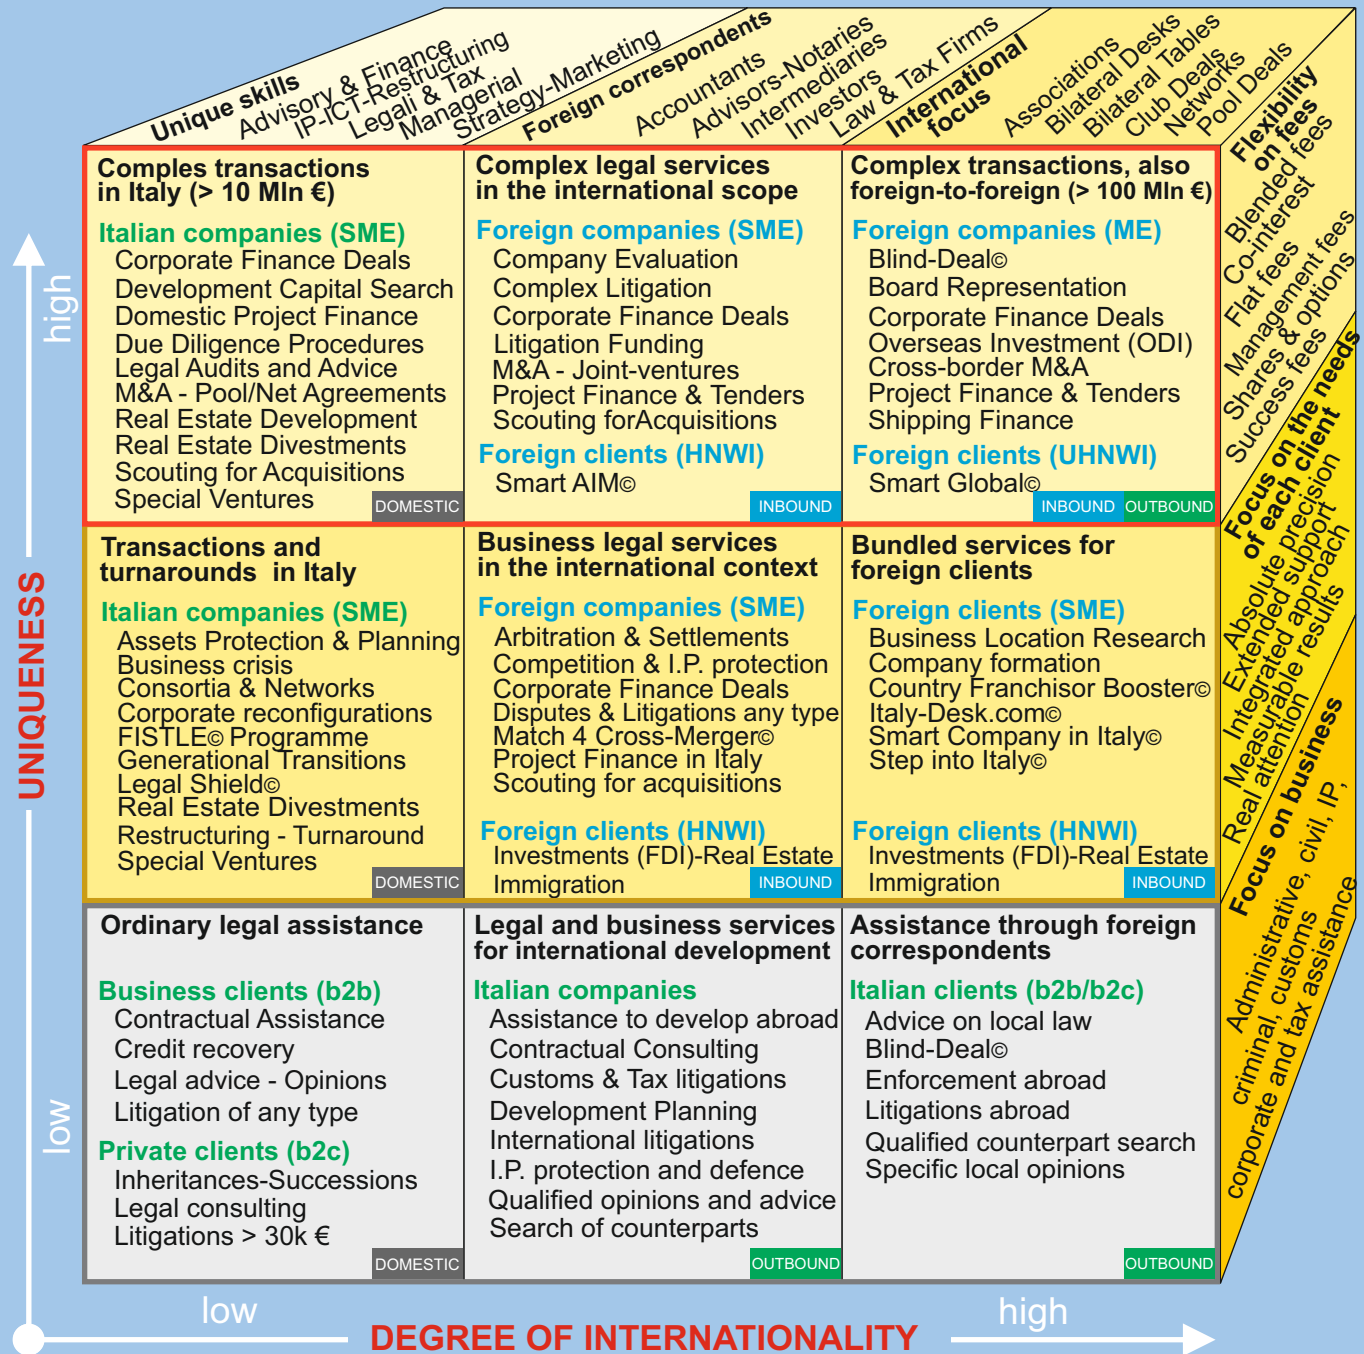 Unique skills
Advisory & Finance
IP-ICT-Restructuring
Legali & Tax
Managerial
Strategy-Marketing
Foreign correspondents
Accountants
Advisors-Notaries
Intermediaries
Investors
Law & Tax Firms
International
focus
Associations
Bilateral Desks
Bilateral Tables
Club Deals
Networks
Pool Deals
Flexibility
on fees
Blended fees
Co-interest
Flat fees
Management fees
Shares & options
Success fees
Focus on the needs
of each client
Absolute precision
Extended support
Integrated approach
Measurable results
Real attention
Focus on business
Administrative, civil, IP,
criminal, customs
corporate and tax assistance
UNIQUENESS
high
low
Comples transactions
in Italy (> 10 Mln €)
Italian companies (SME)
Corporate Finance Deals
Development Capital Search
Domestic Project Finance
Due Diligence Procedures
Legal Audits and Advice
M&A - Pool/Net Agreements
Real Estate Development
Real Estate Divestments
Scouting for Acquisitions
Special Ventures
DOMESTIC
Complex legal services
in the international scope
Foreign companies (SME)
Company Evaluation
Complex Litigation
Corporate Finance Deals
Litigation Funding
M&A - Joint-ventures
Project Finance & Tenders
Scouting forAcquisitions
Foreign clients (HNWI)
Smart AIM©
INBOUND
Complex transactions, also
foreign-to-foreign (> 100 Mln €)
Foreign companies (ME)
Blind-Deal©
Board Representation
Corporate Finance Deals
Overseas Investment (ODI)
Cross-border M&A
Project Finance & Tenders
Shipping Finance
Foreign clients (UHNWI)
Smart Global©
INBOUND OUTBOUND
Transactions and
turnarounds in Italy
Italian companies (SME)
Assets Protection & Planning
Business crisis
Consortia & Networks
Corporate reconfigurations
FISTLE© Programme
Generational Transitions
Legal Shield©
Real Estate Divestments
Restructuring - Turnaround
Special Ventures
DOMESTIC
Business legal services
in the international context
Foreign companies (SME)
Arbitration & Settlements
Competition & I.P. protection
Corporate Finance Deals
Disputes & Litigations any type
Match 4 Cross-Merger©
Project Finance in Italy
Scouting for acquisitions
Foreign clients (HNWI)
Investments (FDI)-Real Estate
Immigration
INBOUND
Bundled services for
foreign clients
Foreign clients (SME)
Business Location Research
Company formation
Country Franchisor Booster©
Italy-Desk.com©
Smart Company in Italy©
Step into Italy©
Foreign clients (HNWI)
Investments (FDI)-Real Estate
Immigration
INBOUND
Ordinary legal assistance
Business clients (b2b)
Contractual Assistance
Credit recovery
Legal advice - Opinions
Litigation of any type
Private clients (b2c)
Inheritances-Successions
Legal consulting
Litigations > 30k €
DOMESTIC
Legal and business services
for international development
Italian companies
Assistance to develop abroad
Contractual Consulting
Customs & Tax litigations
Development Planning
International litigations
I.P. protection and defence
Qualified opinions and advice
Search of counterparts
OUTBOUND
Assistance through foreign
correspondents
Italian clients (b2b/b2c)
Advice on local law
Blind-Deal©
Enforcement abroad
Litigations abroad
Qualified counterpart search
Specific local opinions
OUTBOUND
low
high
DEGREE OF INTERNATIONALITY